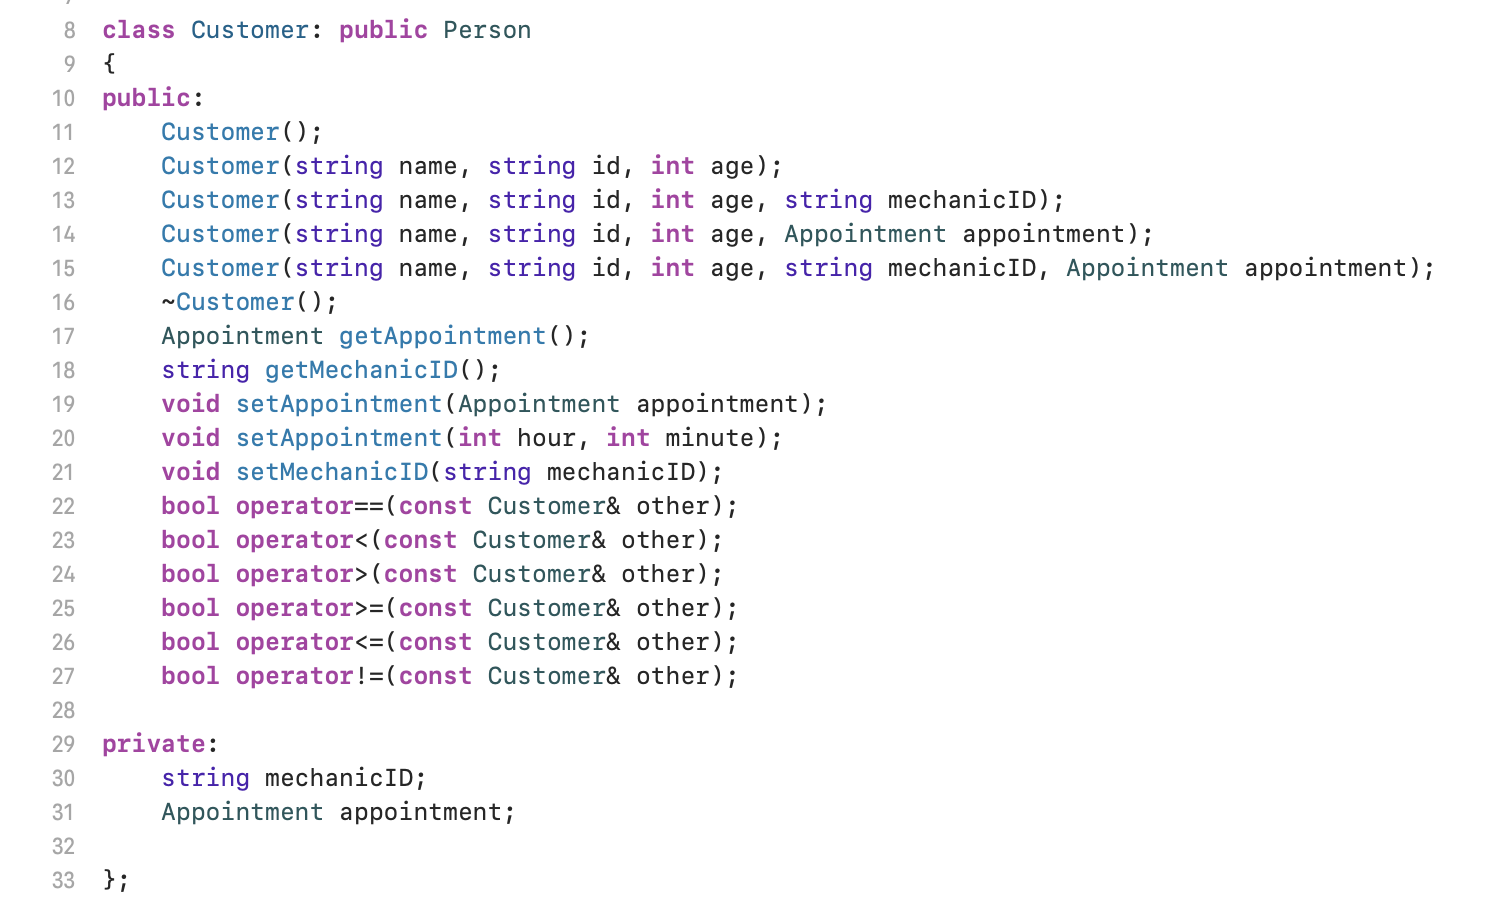 8 class Customer: public Person
9 {
10 public:
11     Customer();
12     Customer(string name, string id, int age);
13     Customer(string name, string id, int age, string mechanicID);
14     Customer(string name, string id, int age, Appointment appointment);
15     Customer(string name, string id, int age, string mechanicID, Appointment appointment);
16     ~Customer();
17     Appointment getAppointment();
18     string getMechanicID();
19     void setAppointment(Appointment appointment);
20     void setAppointment(int hour, int minute);
21     void setMechanicID(string mechanicID);
22     bool operator==(const Customer& other);
23     bool operator<(const Customer& other);
24     bool operator>(const Customer& other);
25     bool operator>=(const Customer& other);
26     bool operator<=(const Customer& other);
27     bool operator!=(const Customer& other);
28
29 private:
30     string mechanicID;
31     Appointment appointment;
32
33 };